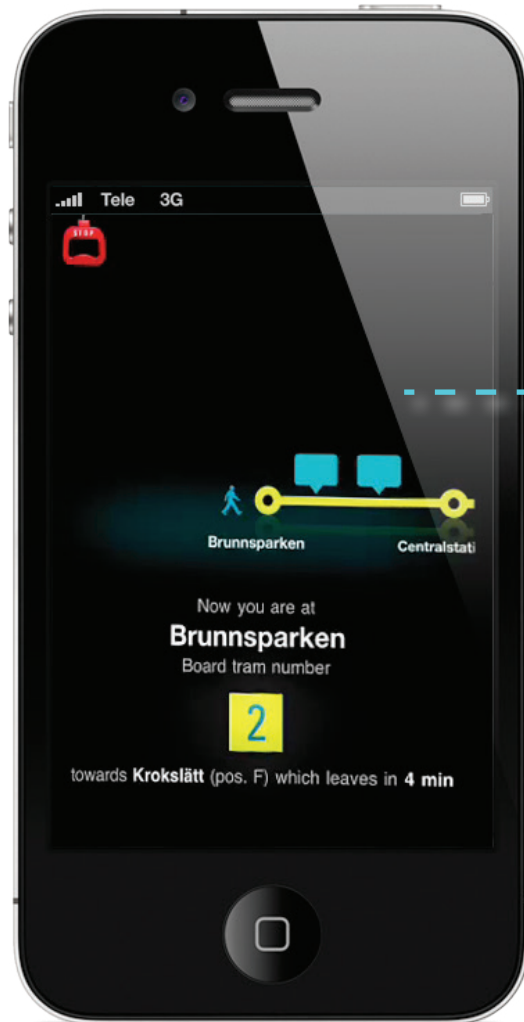 Tele 3G
STOP
Brunnsparken Centralstati
Now you are at
Brunnsparken
Board tram number
2
towards Krokslätt (pos. F) which leaves in 4 min